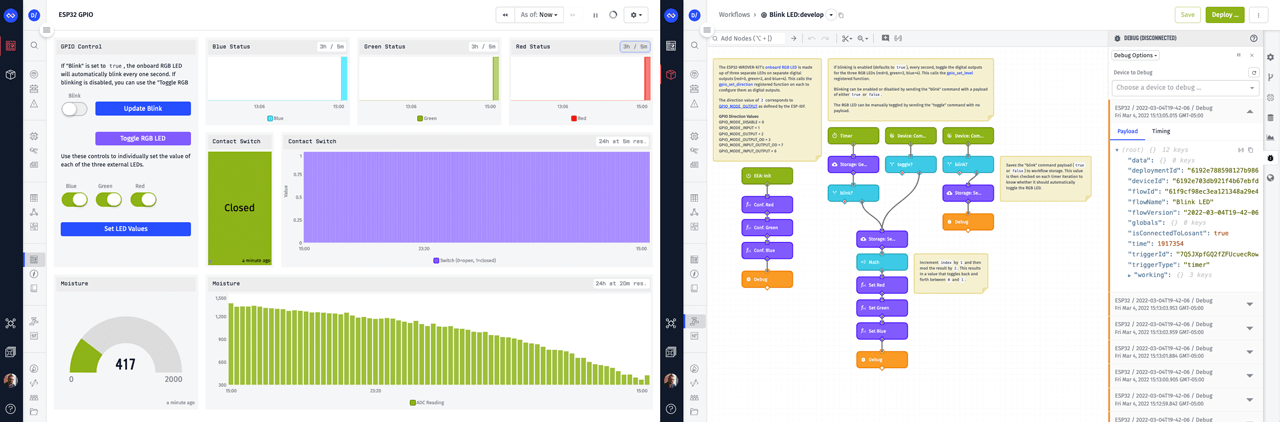 D/
ESP32 GPIO
As of: Now
GPIO Control
If "Blink" is set to true, the onboard RGB LED
will automatically blink every one second. If
blinking is disabled, you can use the "Toggle RGB
Blink
Update Blink
Toggle RGB LED
Use these controls to individually set the value of
each of the three external LEDs.
Blue
Green
Red
Set LED Values
Blue Status
3h / 5m
13:06
15:00
Blue
Green Status
3h / 5m
13:06
15:00
Green
Red Status
3h / 5m
13:06
15:00
Red
Contact Switch
Closed
a minute ago
Contact Switch
24h at 5m res.
Value
1
0.75
0.5
0.25
0
15:00
23:20
15:00
Switch (0=open, 1=closed)
Moisture
417
0
2000
a minute ago
Moisture
24h at 20m res.
1,200
1,100
900
700
500
300
15:00
23:20
15:00
ADC Reading
D/
Workflows
Blink LED:develop
Save
Deploy ...
Add Nodes
The ESP32-WROVER-KIT's onboard RGB LED is made
up of three separate LEDs on separate digital
outputs (red=0, green=2, and blue=4). This calls the
gpio_set_direction registered function on each to
configure them as digital outputs.
The direction value of 2 corresponds to
GPIO_MODE_OUTPUT as defined by the ESP-IDF.
GPIO Direction Values
GPIO_MODE_DISABLE = 0
GPIO_MODE_INPUT = 1
GPIO_MODE_OUTPUT = 2
GPIO_MODE_OUTPUT_OD = 3
GPIO_MODE_INPUT_OUTPUT_OD = 7
GPIO_MODE_INPUT_OUTPUT = 6
If blinking is enabled (defaults to true), every second, toggle the digital outputs
for the three RGB LEDs (red=0, green=2, blue=4). This calls the gpio_set_level
registered function.
Blinking can be enabled or disabled by sending the "blink" command with a payload
of either true or false.
The RGB can be manually toggled by sending the "toggle" command with no
payload.
Timer
Device: Com...
Device: Com...
Storage: Ge...
toggle?
blink?
EEA: Init
blink?
Storage: Se...
Conf. Red
Conf. Green
Debug
Conf. Blue
Storage: Se...
Debug
Math
Set Red
Set Green
Set Blue
Debug
Saves the "blink" command payload (true
or false) to workflow storage. This value
is then checked on each timer iteration to
know whether it should automatically
toggle the RGB LED.
Increment index by 1 and then
mod the result by 2. This results
in a value that toggles back and
forth between 0 and 1.
DEBUG (DISCONNECTED)
Debug Options
Device to Debug
Choose a device to debug ...
ESP32 / 2022-03-04T19-42-06 / Debug
Fri Mar 4, 2022 15:13:05.015 GMT-05:00
Payload
Timing
(root) {} 12 keys
"data": {} 0 keys
"deploymentId": "6192e788598127b986
"deviceId": "6192e703db921f4b67ebfd
"flowId": "61f9cf98ec3ea121348a29e4
"flowName": "Blink LED"
"flowVersion": "2022-03-04T19-42-06
"globals": {} 0 keys
"isConnectedToLosant": true
"time": 1917354
"triggerId": "7QSJXpfGQ2fZFUcuecRow
"triggerType": "timer"
"working": {} 3 keys
ESP32 / 2022-03-04T19-42-06 / Debug
Fri Mar 4, 2022 15:13:03.953 GMT-05:00
ESP32 / 2022-03-04T19-42-06 / Debug
Fri Mar 4, 2022 15:13:02.959 GMT-05:00
ESP32 / 2022-03-04T19-42-06 / Debug
Fri Mar 4, 2022 15:13:01.884 GMT-05:00
ESP32 / 2022-03-04T19-42-06 / Debug
Fri Mar 4, 2022 15:13:00.905 GMT-05:00
ESP32 / 2022-03-04T19-42-06 / Debug
Fri Mar 4, 2022 15:12:59.842 GMT-05:00
ESP32 / 2022-03-04T19-42-06 / Debug